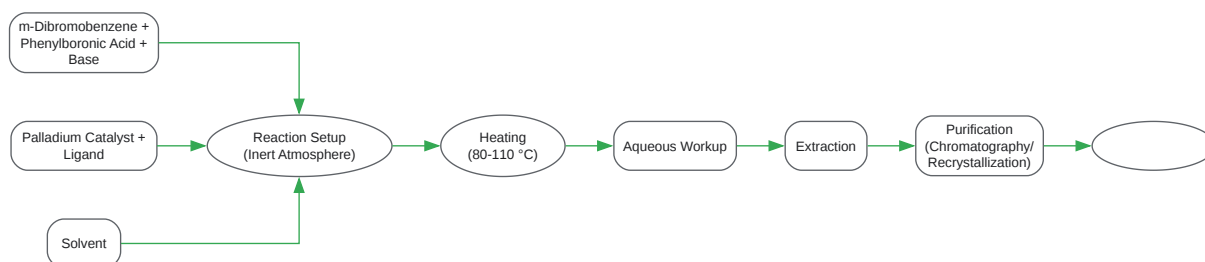 m-Dibromobenzene +
Phenylboronic Acid +
Base
Palladium Catalyst +
Ligand
Solvent
Reaction Setup
(Inert Atmosphere)
Heating
(80-110 °C)
Aqueous Workup
Extraction
Purification
(Chromatography/
Recrystallization)